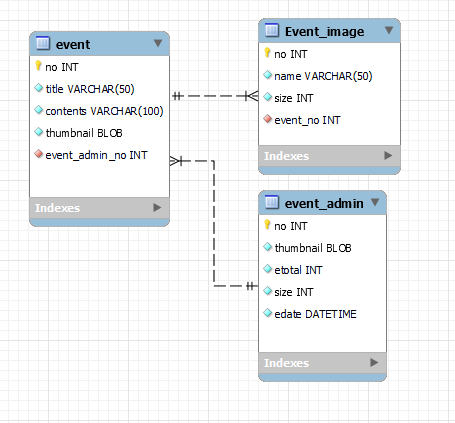 event
no INT
title VARCHAR(50)
contents VARCHAR(100)
thumbnail BLOB
event_admin_no INT
Indexes
Event_image
no INT
name VARCHAR(50)
size INT
event_no INT
Indexes
event_admin
no INT
thumbnail BLOB
etotal INT
size INT
edate DATETIME
Indexes